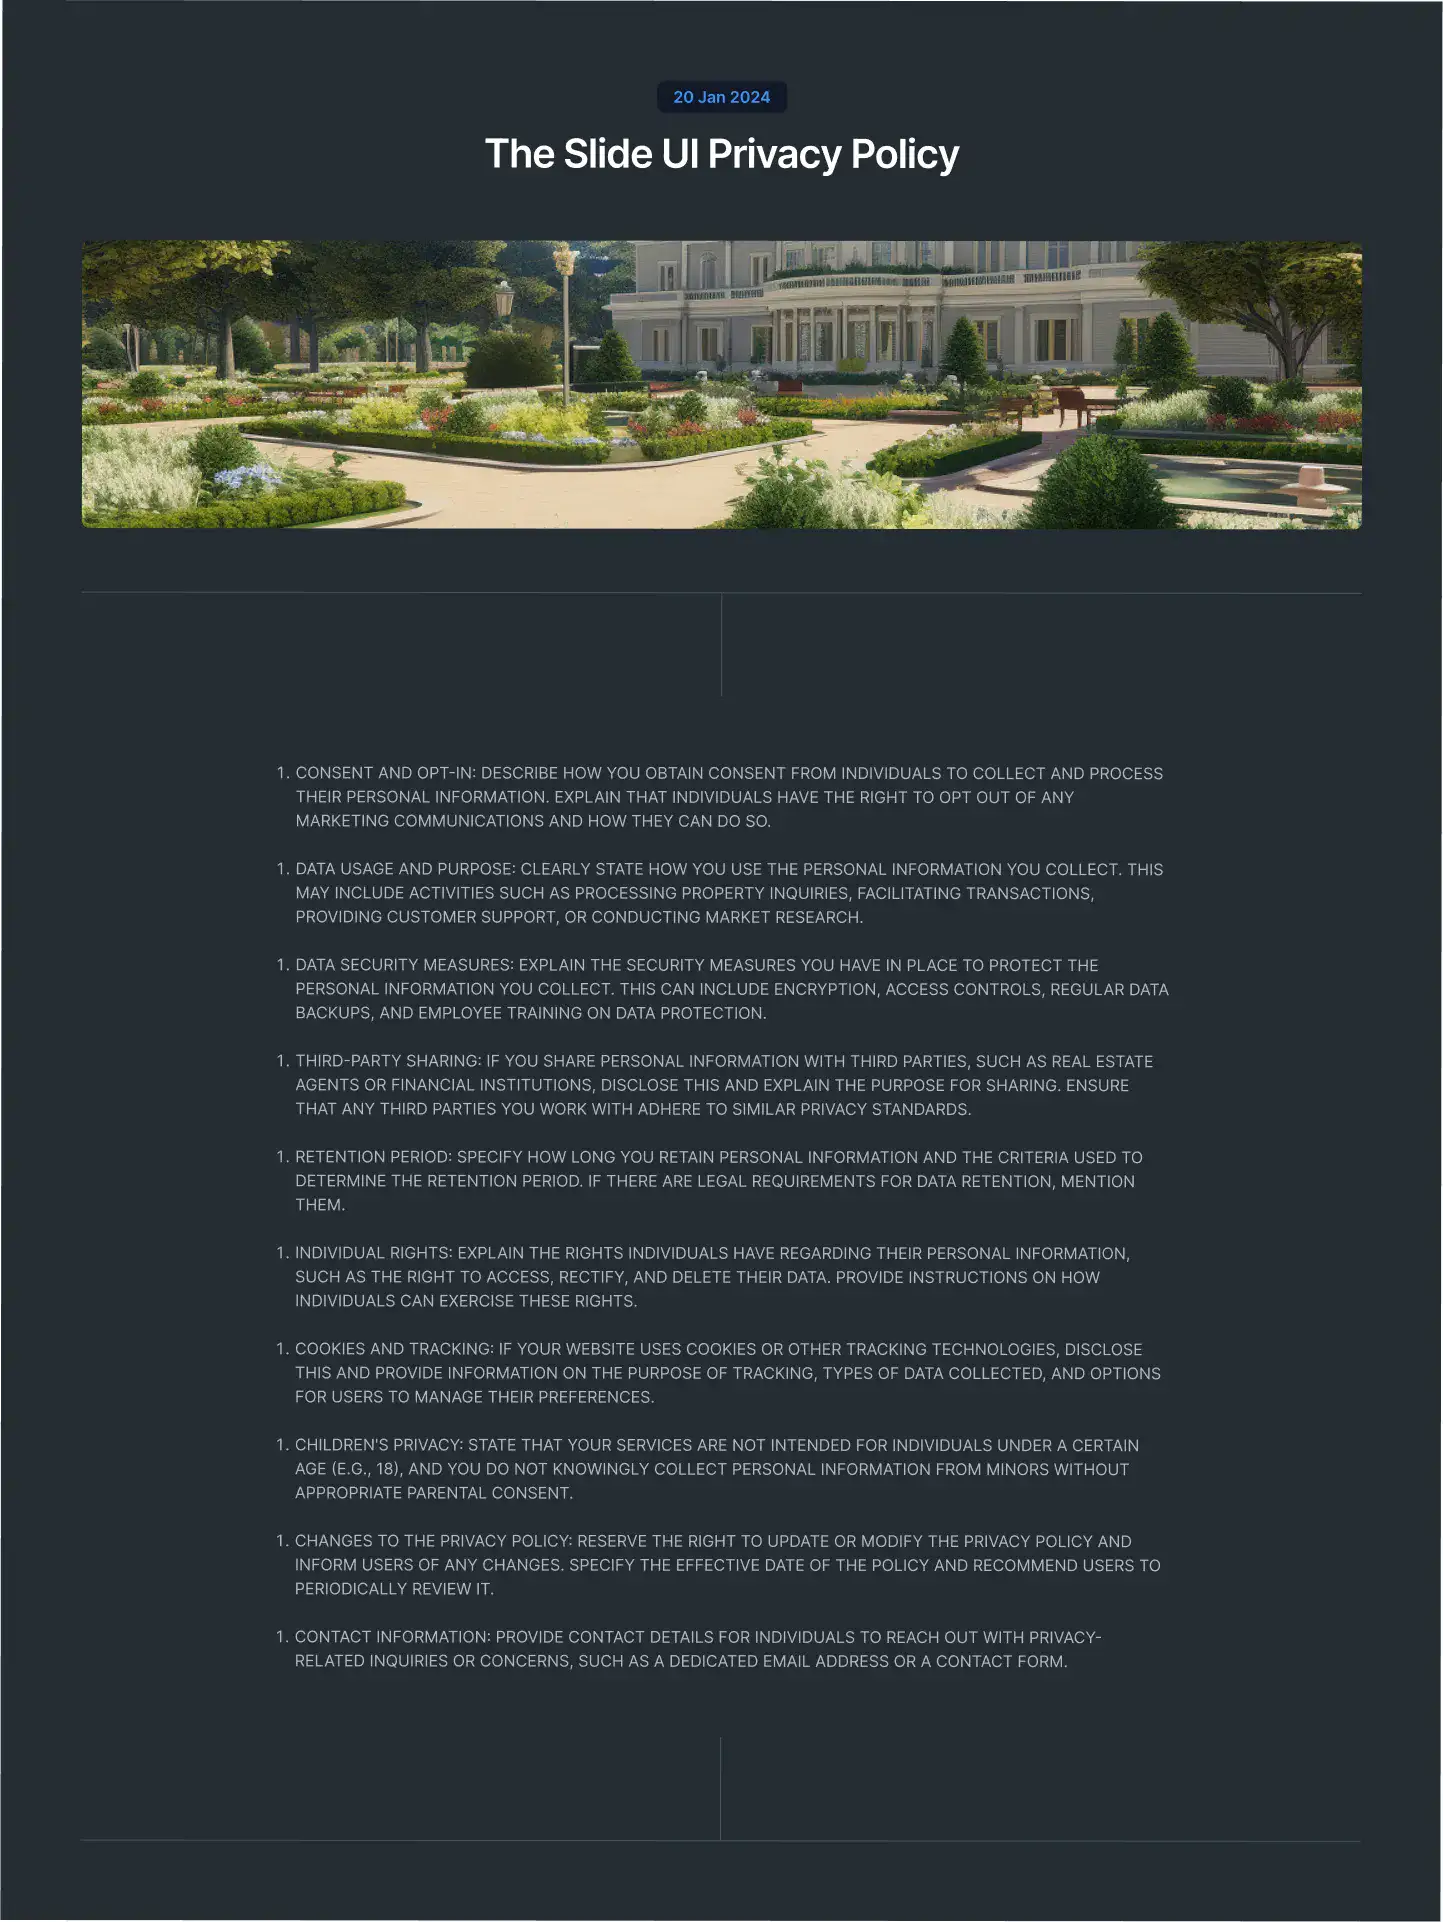 20 Jan 2024
The Slide UI Privacy Policy
1. CONSENT AND OPT-IN: DESCRIBE HOW YOU OBTAIN CONSENT FROM INDIVIDUALS TO COLLECT AND PROCESS
THEIR PERSONAL INFORMATION. EXPLAIN THAT INDIVIDUALS HAVE THE RIGHT TO OPT OUT OF ANY
MARKETING COMMUNICATIONS AND HOW THEY CAN DO SO.
1. DATA USAGE AND PURPOSE: CLEARLY STATE HOW YOU USE THE PERSONAL INFORMATION YOU COLLECT. THIS
MAY INCLUDE ACTIVITIES SUCH AS PROCESSING PROPERTY INQUIRIES, FACILITATING TRANSACTIONS,
PROVIDING CUSTOMER SUPPORT, OR CONDUCTING MARKET RESEARCH.
1. DATA SECURITY MEASURES: EXPLAIN THE SECURITY MEASURES YOU HAVE IN PLACE TO PROTECT THE
PERSONAL INFORMATION YOU COLLECT. THIS CAN INCLUDE ENCRYPTION, ACCESS CONTROLS, REGULAR DATA
BACKUPS, AND EMPLOYEE TRAINING ON DATA PROTECTION.
1. THIRD-PARTY SHARING: IF YOU SHARE PERSONAL INFORMATION WITH THIRD PARTIES, SUCH AS REAL ESTATE
AGENTS OR FINANCIAL INSTITUTIONS, DISCLOSE THIS AND EXPLAIN THE PURPOSE FOR SHARING. ENSURE
THAT ANY THIRD PARTIES YOU WORK WITH ADHERE TO SIMILAR PRIVACY STANDARDS.
1. RETENTION PERIOD: SPECIFY HOW LONG YOU RETAIN PERSONAL INFORMATION AND THE CRITERIA USED TO
DETERMINE THE RETENTION PERIOD. IF THERE ARE LEGAL REQUIREMENTS FOR DATA RETENTION, MENTION
THEM.
1. INDIVIDUAL RIGHTS: EXPLAIN THE RIGHTS INDIVIDUALS HAVE REGARDING THEIR PERSONAL INFORMATION,
SUCH AS THE RIGHT TO ACCESS, RECTIFY, AND DELETE THEIR DATA. PROVIDE INSTRUCTIONS ON HOW
INDIVIDUALS CAN EXERCISE THESE RIGHTS.
1. COOKIES AND TRACKING: IF YOUR WEBSITE USES COOKIES OR OTHER TRACKING TECHNOLOGIES, DISCLOSE
THIS AND PROVIDE INFORMATION ON THE PURPOSE OF TRACKING, TYPES OF DATA COLLECTED, AND OPTIONS
FOR USERS TO MANAGE THEIR PREFERENCES.
1. CHILDREN'S PRIVACY: STATE THAT YOUR SERVICES ARE NOT INTENDED FOR INDIVIDUALS UNDER A CERTAIN
AGE (E.G., 18), AND YOU DO NOT KNOWINGLY COLLECT PERSONAL INFORMATION FROM MINORS WITHOUT
APPROPRIATE PARENTAL CONSENT.
1. CHANGES TO THE PRIVACY POLICY: RESERVE THE RIGHT TO UPDATE OR MODIFY THE PRIVACY POLICY AND
INFORM USERS OF ANY CHANGES. SPECIFY THE EFFECTIVE DATE OF THE POLICY AND RECOMMEND USERS TO
PERIODICALLY REVIEW IT.
1. CONTACT INFORMATION: PROVIDE CONTACT DETAILS FOR INDIVIDUALS TO REACH OUT WITH PRIVACY-
RELATED INQUIRIES OR CONCERNS, SUCH AS A DEDICATED EMAIL ADDRESS OR A CONTACT FORM.